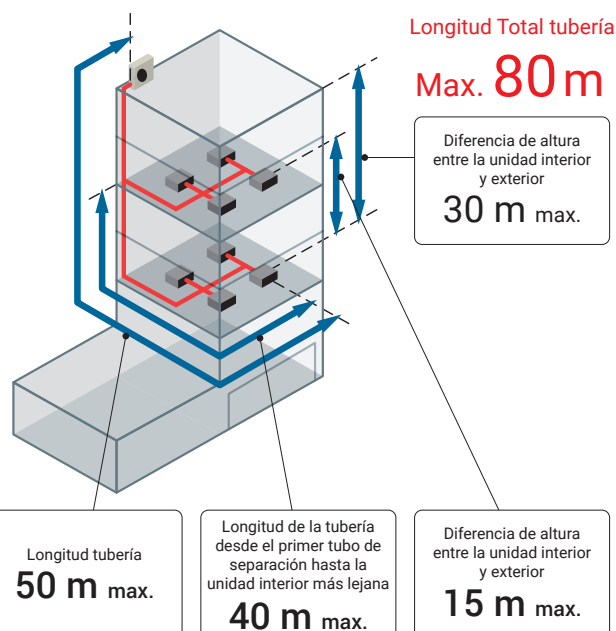 Longitud Total tubería
Max. 80 m
Diferencia de altura
entre la unidad interior
y exterior
30 m max.
Longitud tubería
50 m max.
Longitud de la tubería
desde el primer tubo de
separación hasta la
unidad interior más lejana
40 m max.
Diferencia de altura
entre la unidad interior
y exterior
15 m max.